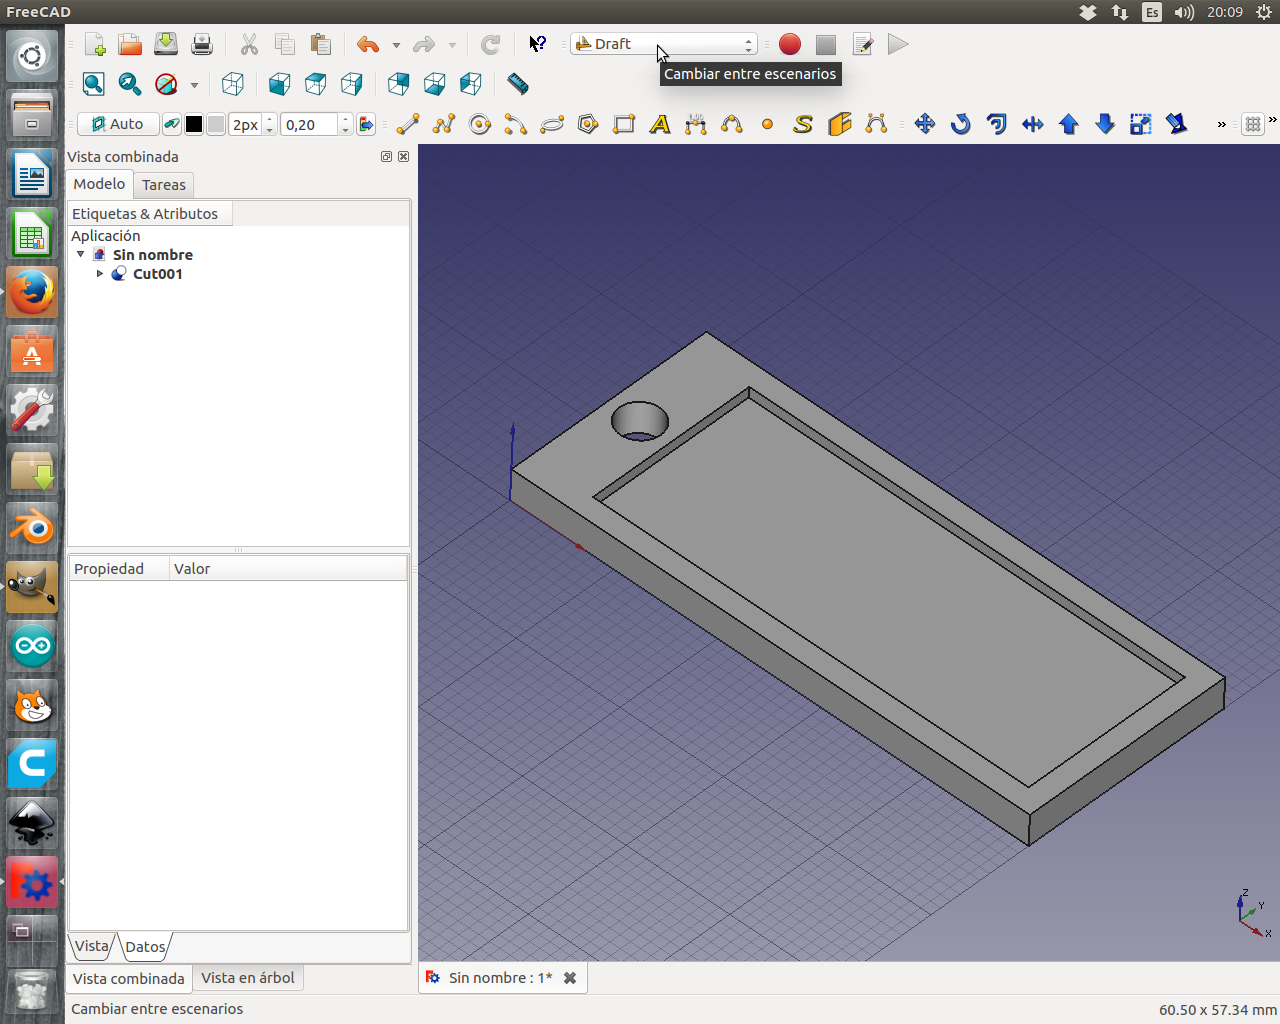 FreeCAD
Es
20:09
Draft
Cambiar entre escenarios
Auto
2px
0,20
A
S
»
»
Vista combinada
Modelo
Tareas
Etiquetas & Atributos
Aplicación
Sin nombre
Cut001
Propiedad
Valor
Vista
Datos
Vista combinada
Vista en árbol
Sin nombre : 1*
Z
Y
X
Cambiar entre escenarios
60.50 x 57.34 mm